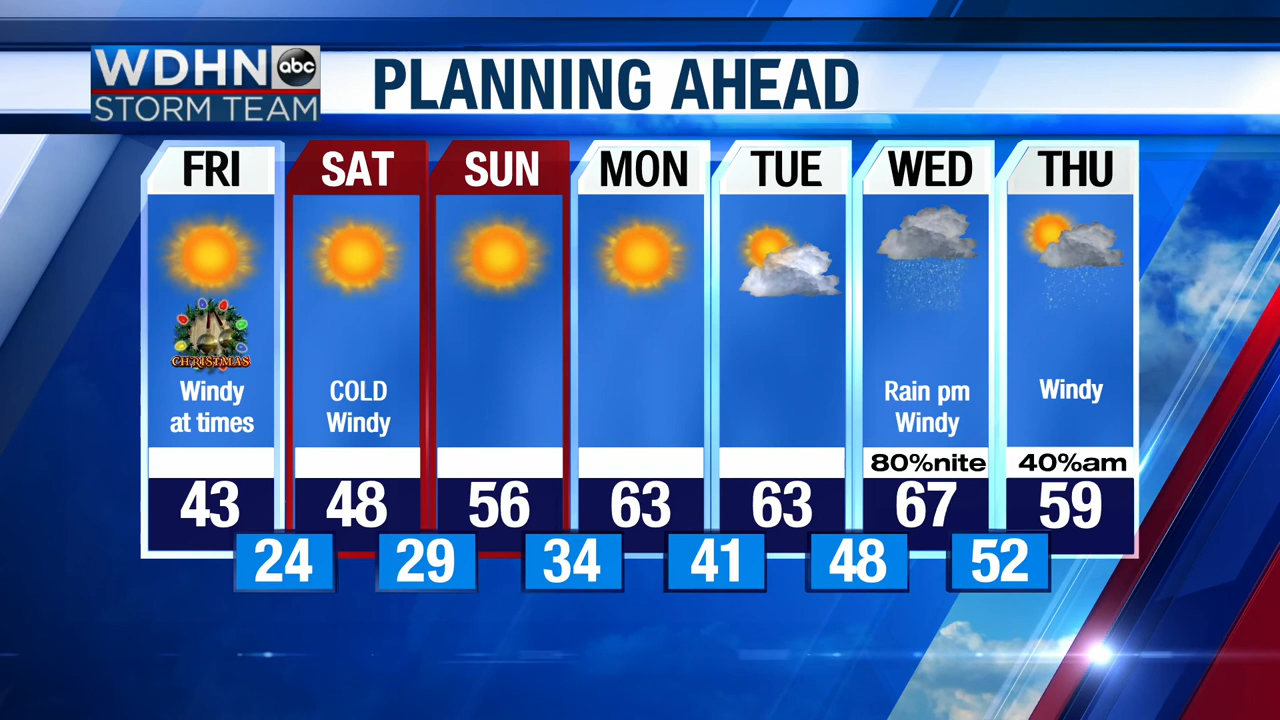 WDHN abc
STORM TEAM
PLANNING AHEAD
FRI SAT SUN MON TUE WED THU
CHRISTMAS
Windy
at times
COLD
Windy
Rain pm
Windy
Windy
80%nite 40%am
43 48 56 63 63 67 59
24 29 34 41 48 52